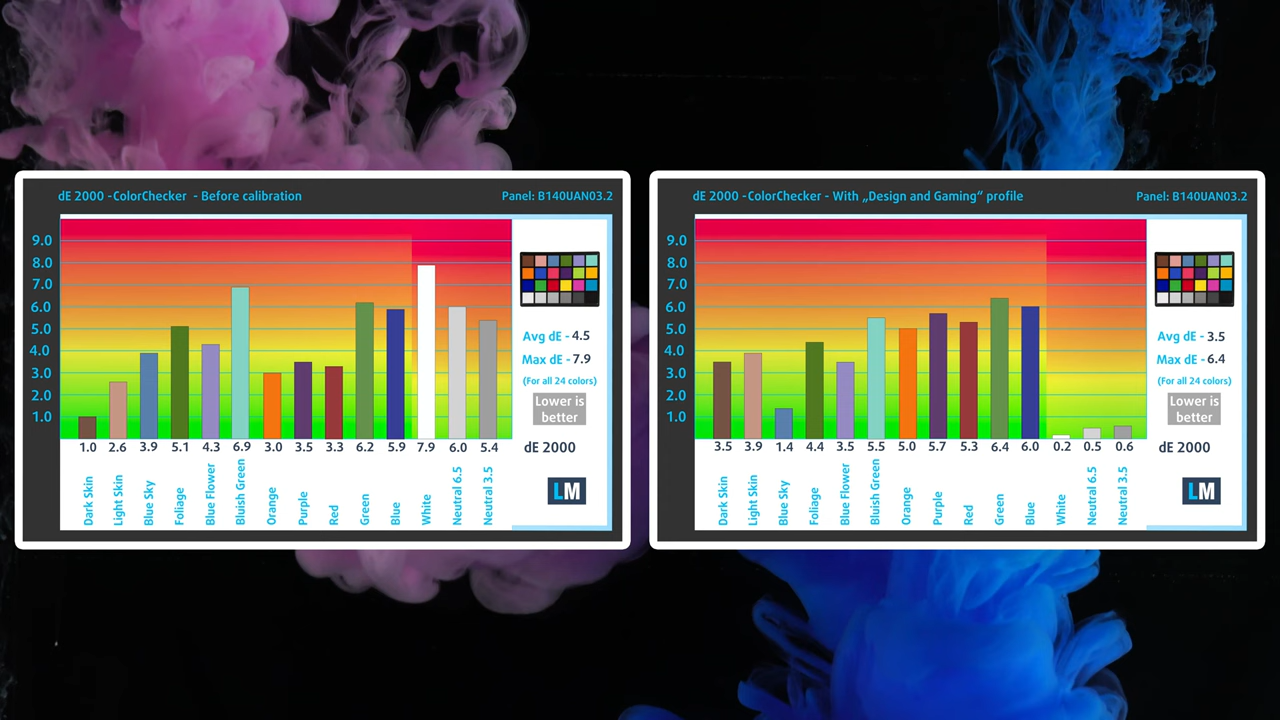 dE 2000 -ColorChecker - Before calibration
Panel: B140UAN03.2
9.0
8.0
7.0
6.0
5.0
4.0
3.0
2.0
1.0
1.0 2.6 3.9 5.1 4.3 6.9 3.0 3.5 3.3 6.2 5.9 7.9 6.0 5.4
Dark Skin
Light Skin
Blue Sky
Foliage
Blue Flower
Bluish Green
Orange
Purple
Red
Green
Blue
White
Neutral 6.5
Neutral 3.5
Avg dE - 4.5
Max dE - 7.9
(For all 24 colors)
Lower is
better
dE 2000
LM
dE 2000 -ColorChecker - With „Design and Gaming“ profile
Panel: B140UAN03.2
9.0
8.0
7.0
6.0
5.0
4.0
3.0
2.0
1.0
3.5 3.9 1.4 4.4 3.5 5.5 5.0 5.7 5.3 6.4 6.0 0.2 0.5 0.6
Dark Skin
Light Skin
Blue Sky
Foliage
Blue Flower
Bluish Green
Orange
Purple
Red
Green
Blue
White
Neutral 6.5
Neutral 3.5
Avg dE - 3.5
Max dE - 6.4
(For all 24 colors)
Lower is
better
dE 2000
LM